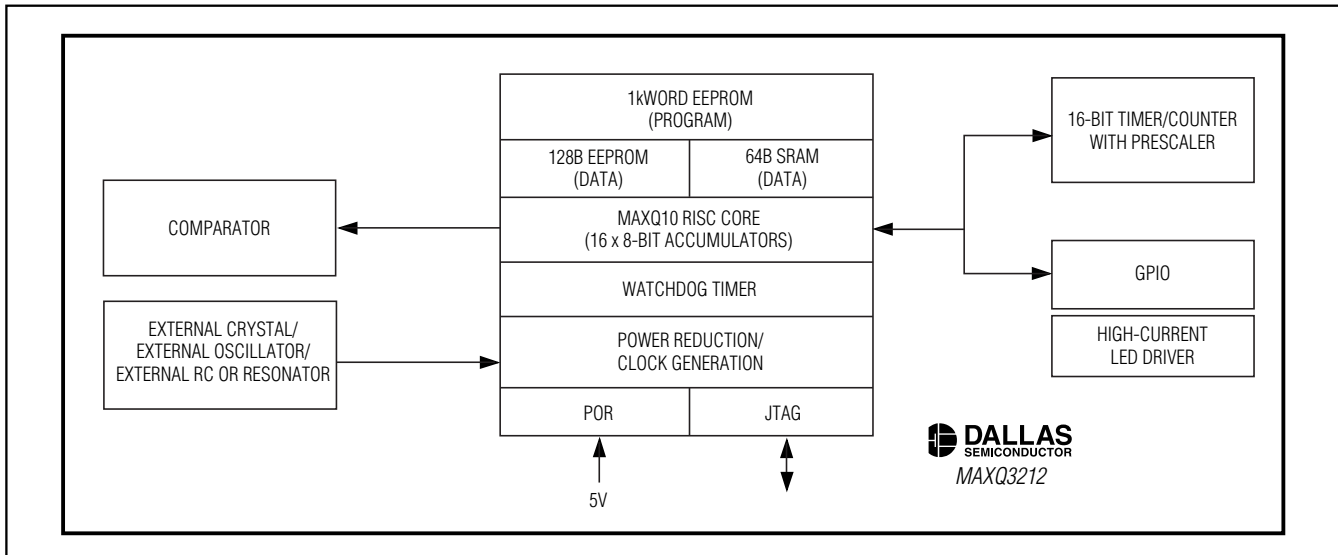 1kWORD EEPROM
(PROGRAM)
128B EEPROM
(DATA)
64B SRAM
(DATA)
MAXQ10 RISC CORE
(16 x 8-BIT ACCUMULATORS)
WATCHDOG TIMER
POWER REDUCTION/
CLOCK GENERATION
POR
JTAG
5V
COMPARATOR
EXTERNAL CRYSTAL/
EXTERNAL OSCILLATOR/
EXTERNAL RC OR RESONATOR
16-BIT TIMER/COUNTER
WITH PRESCALER
GPIO
HIGH-CURRENT
LED DRIVER
DALLAS
SEMICONDUCTOR
MAXQ3212